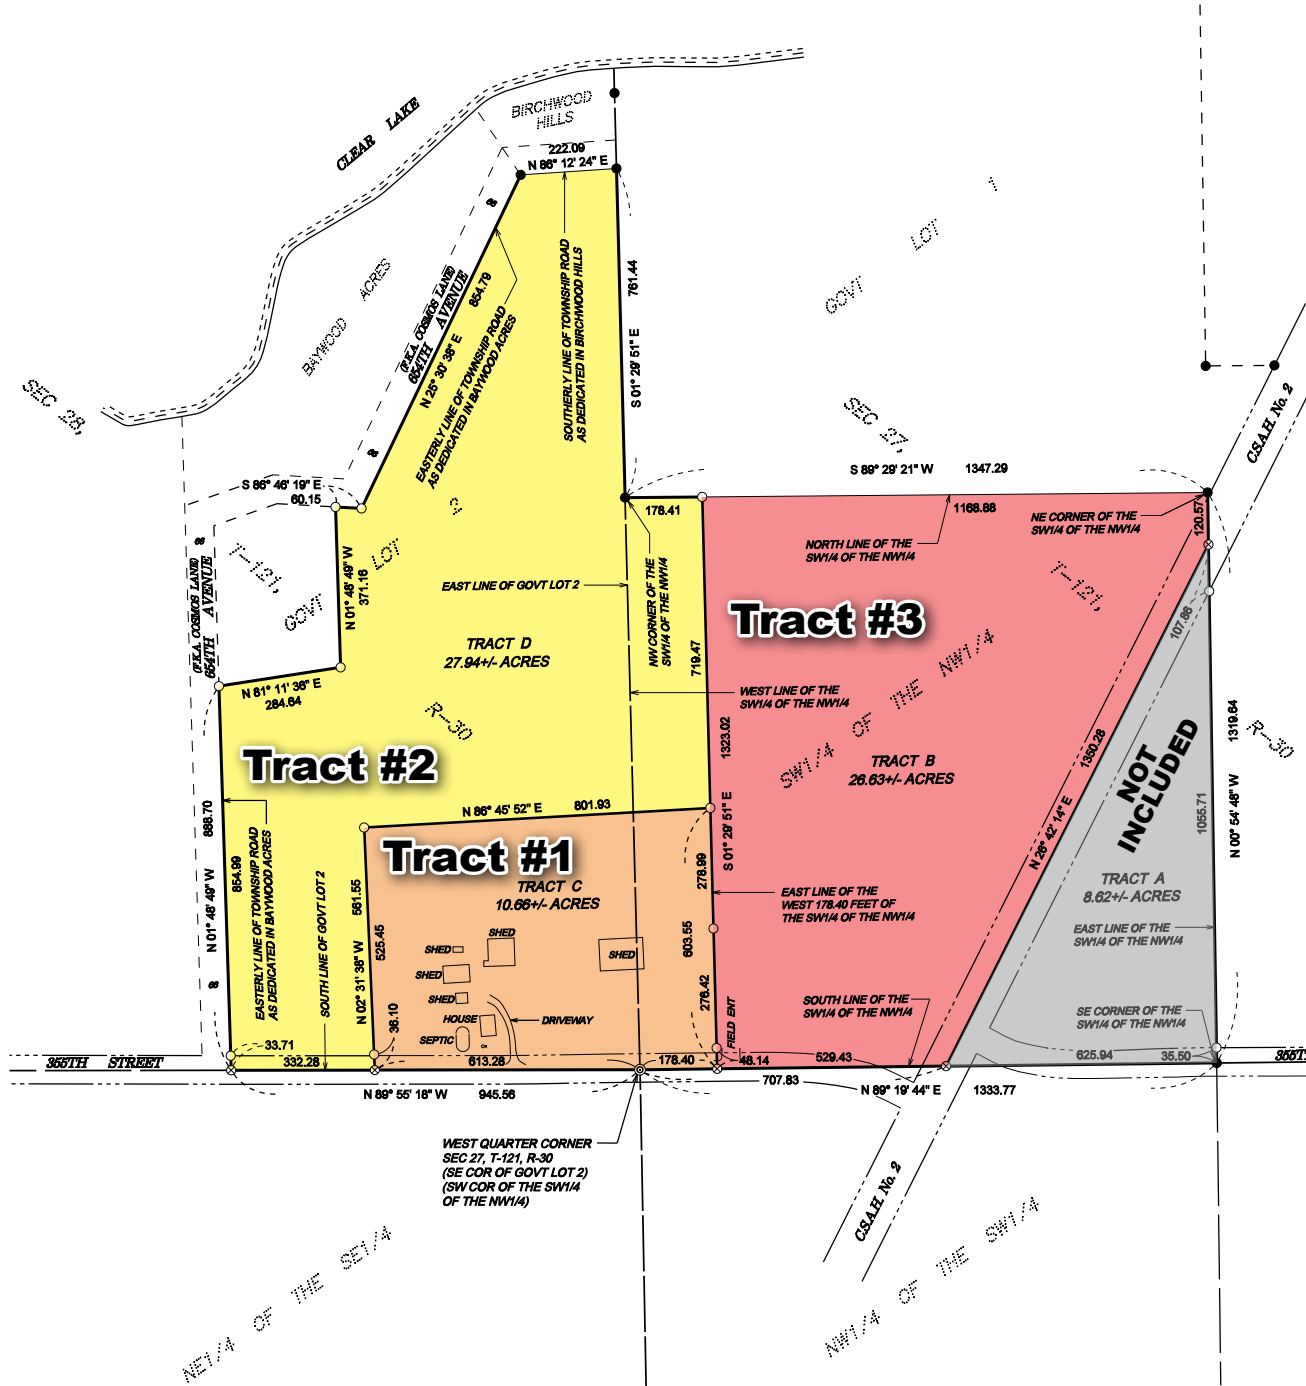 CLEAR LAKE
BIRCHWOOD
HILLS
222.09
N 86° 12' 24" E
BAYWOOD ACRES
(F.K.A. COSMOS LANE)
654TH AVENUE
66
66
854.79
N 25° 30' 38" E
EASTERLY LINE OF TOWNSHIP ROAD
AS DEDICATED IN BAYWOOD ACRES
SOUTHERLY LINE OF TOWNSHIP ROAD
AS DEDICATED IN BIRCHWOOD HILLS
761.44
S 01° 29' 51" E
GOVT LOT 1
SEC 28,
SEC 27,
C.S.A.H. No. 2
S 89° 29' 21" W 1347.29
S 86° 46' 19" E
60.15
178.41
1168.88
120.57
NE CORNER OF THE
SW1/4 OF THE NW1/4
NORTH LINE OF THE
SW1/4 OF THE NW1/4
T-121,
GOVT LOT 2
T-121,
N 01° 48' 49" W
371.16
66
(F.K.A. COSMOS LANE)
654TH AVENUE
EAST LINE OF GOVT LOT 2
NW CORNER OF THE
SW1/4 OF THE NW1/4
719.47
Tract #3
107.86
TRACT D
27.94+/- ACRES
N 81° 11' 36" E
284.64
R-30
WEST LINE OF THE
SW1/4 OF THE NW1/4
SW1/4 OF THE NW1/4
1323.02
1319.64
R-30
Tract #2
TRACT B
26.63+/- ACRES
1350.28
N 26° 42' 14" E
NOT
INCLUDED
1055.71
N 00° 54' 48" W
N 86° 45' 52" E 801.93
S 01° 29' 51" E
888.70
N 01° 48' 49" W
854.99
66
EASTERLY LINE OF TOWNSHIP ROAD
AS DEDICATED IN BAYWOOD ACRES
SOUTH LINE OF GOVT LOT 2
561.55
N 02° 31' 38" W
525.45
36.10
Tract #1
TRACT C
10.66+/- ACRES
278.99
603.55
276.42
EAST LINE OF THE
WEST 178.40 FEET OF
THE SW1/4 OF THE NW1/4
TRACT A
8.62+/- ACRES
EAST LINE OF THE
SW1/4 OF THE NW1/4
SHED
SHED
SHED
SHED
SHED
HOUSE
SEPTIC
DRIVEWAY
FIELD ENT
SOUTH LINE OF THE
SW1/4 OF THE NW1/4
SE CORNER OF THE
SW1/4 OF THE NW1/4
355TH STREET
33.71
332.28
613.28
178.40
48.14
529.43
625.94
35.50
355T
707.83
N 89° 55' 18" W 945.56
N 89° 19' 44" E 1333.77
WEST QUARTER CORNER
SEC 27, T-121, R-30
(SE COR OF GOVT LOT 2)
(SW COR OF THE SW1/4
OF THE NW1/4)
C.S.A.H. No. 2
NE1/4 OF THE SE1/4
NW1/4 OF THE SW1/4